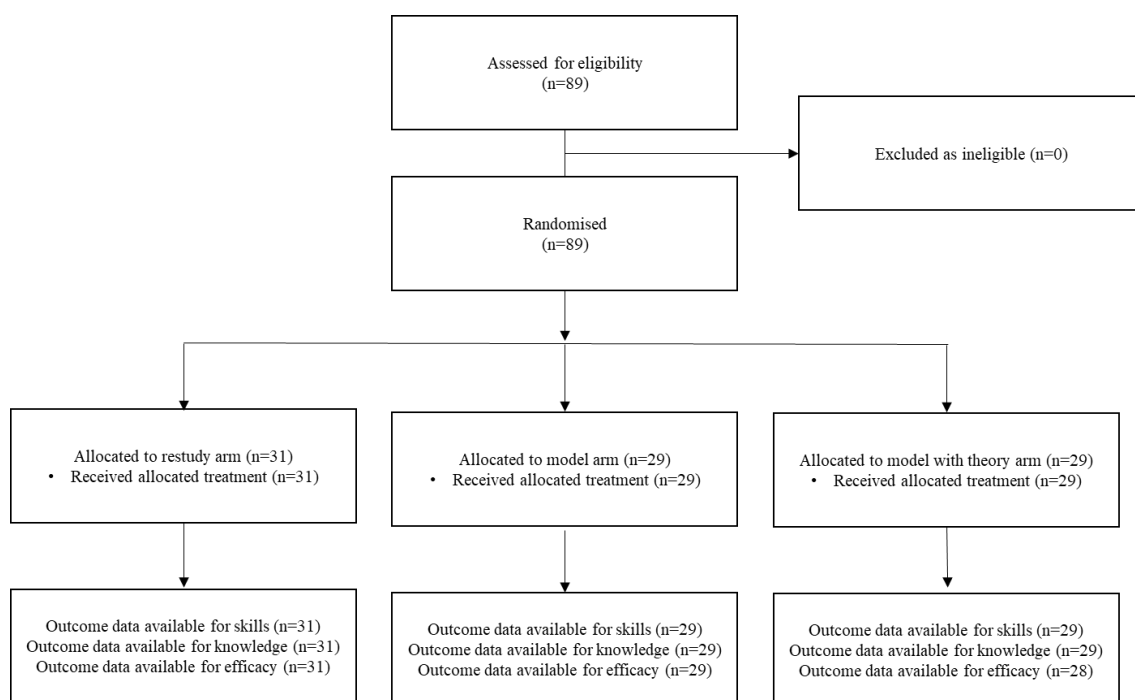 Assessed for eligibility
(n=89)
Excluded as ineligible (n=0)
Randomised
(n=89)
Allocated to restudy arm (n=31)
• Received allocated treatment (n=31)
Allocated to model arm (n=29)
• Received allocated treatment (n=29)
Allocated to model with theory arm (n=29)
• Received allocated treatment (n=29)
Outcome data available for skills (n=31)
Outcome data available for knowledge (n=31)
Outcome data available for efficacy (n=31)
Outcome data available for skills (n=29)
Outcome data available for knowledge (n=29)
Outcome data available for efficacy (n=29)
Outcome data available for skills (n=29)
Outcome data available for knowledge (n=29)
Outcome data available for efficacy (n=28)